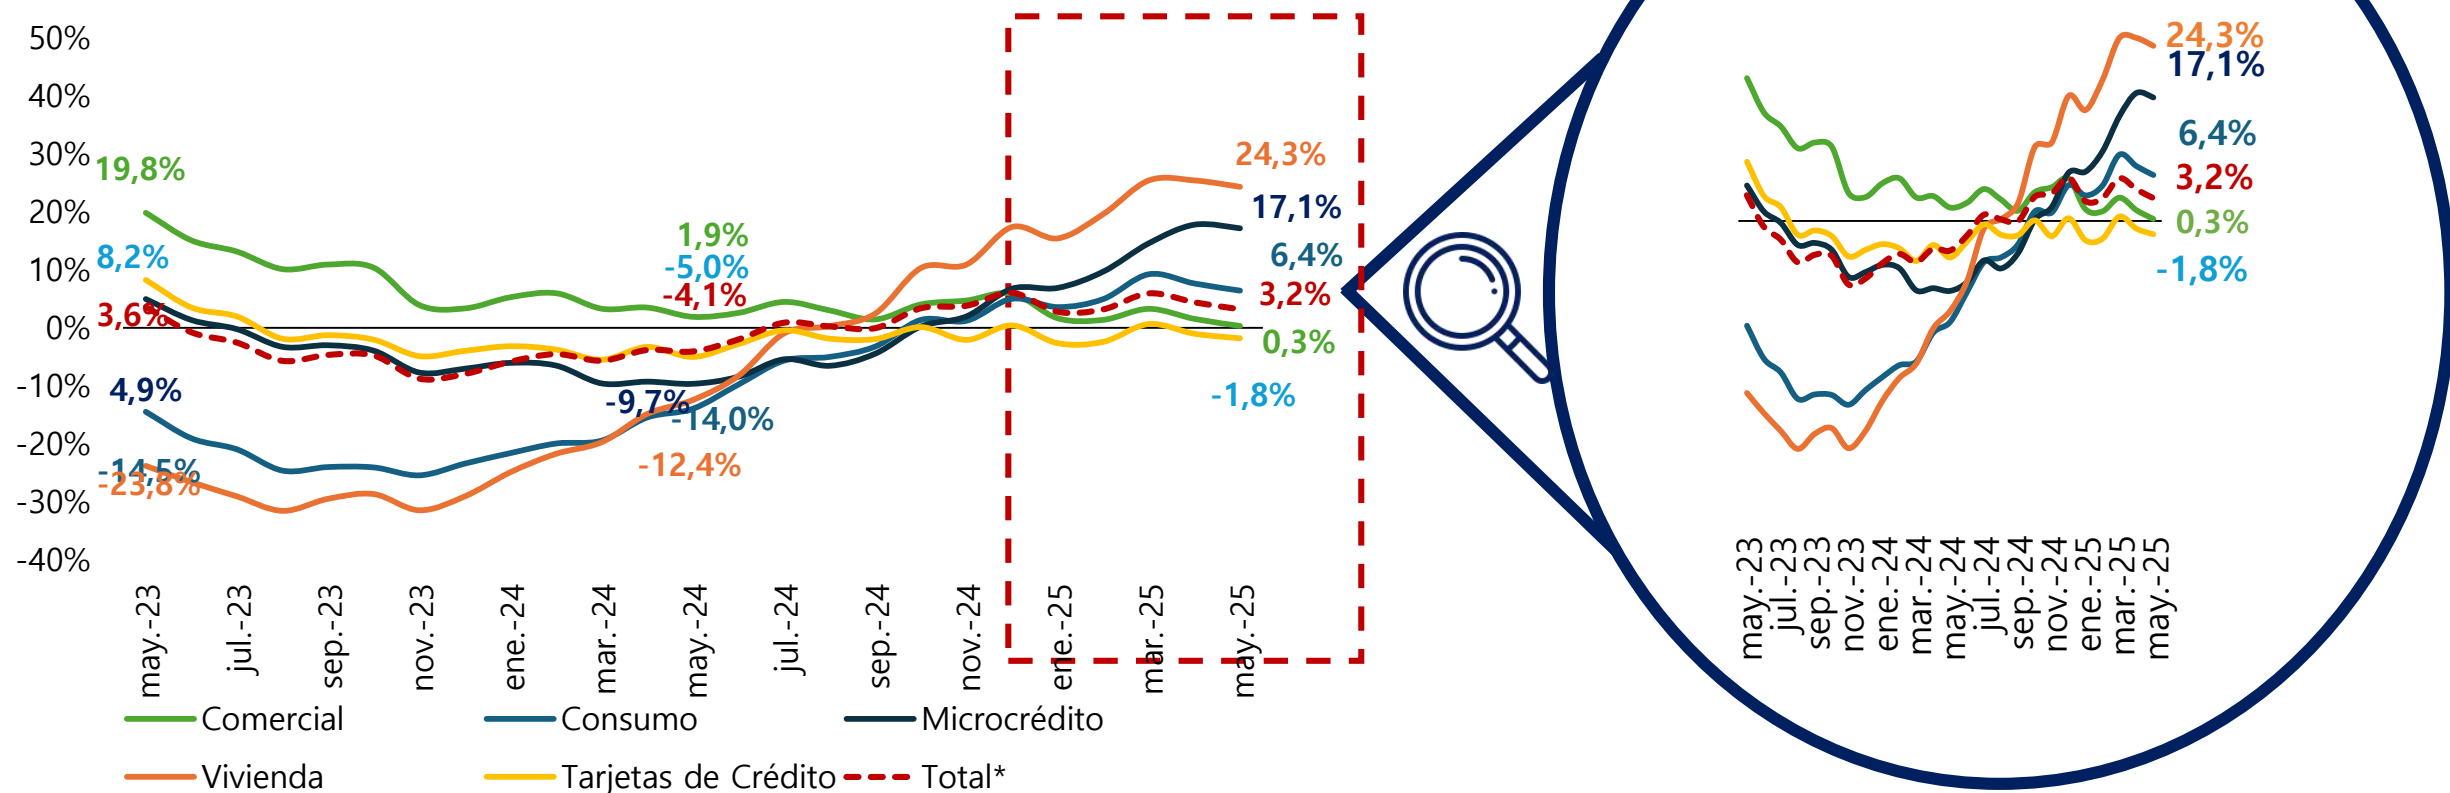 50%
40%
30%
20%
10%
0%
-10%
-20%
-30%
-40%
19,8%
8,2%
3,6%
4,9%
-14,5%
-23,8%
1,9%
-5,0%
-4,1%
-9,7%
-14,0%
-12,4%
24,3%
17,1%
6,4%
3,2%
0,3%
-1,8%
may.-23
jul.-23
sep.-23
nov.-23
ene.-24
mar.-24
may.-24
jul.-24
sep.-24
nov.-24
ene.-25
mar.-25
may.-25
Comercial
Consumo
Microcrédito
Vivienda
Tarjetas de Crédito
Total*
24,3%
17,1%
6,4%
3,2%
0,3%
-1,8%
may.-23
jul.-23
sep.-23
nov.-23
ene.-24
mar.-24
may.-24
jul.-24
sep.-24
nov.-24
ene.-25
mar.-25
may.-25